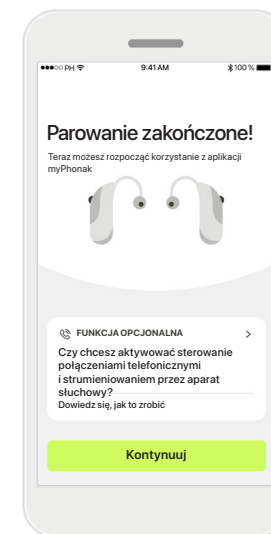 PH 9:41 AM 100 %
Parowanie zakończone!
Teraz możesz rozpocząć korzystanie z aplikacji
myPhonak
FUNKCJA OPCJONALNA
Czy chcesz aktywować sterowanie
połączeniami telefonicznymi
i strumieniowaniem przez aparat
słuchowy?
Dowiedz się, jak to zrobić
Kontynuuj